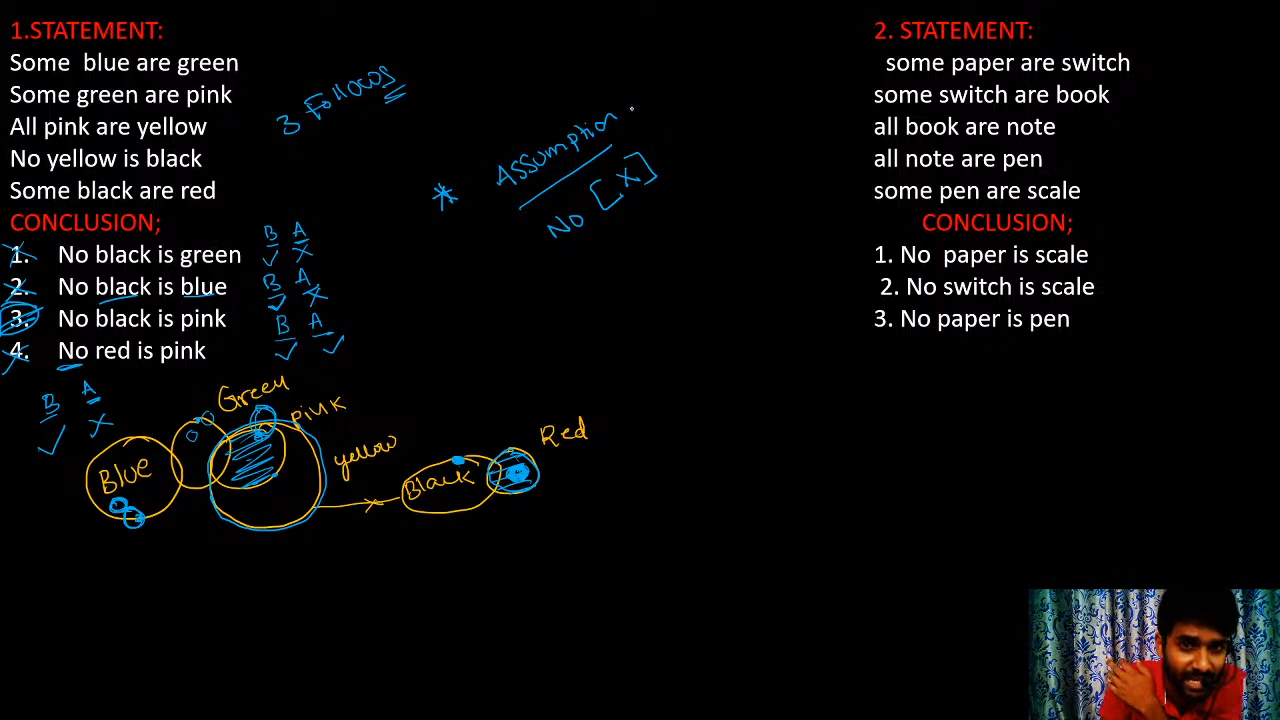 1.STATEMENT:
Some blue are green
Some green are pink
All pink are yellow
No yellow is black
Some black are red
CONCLUSION;
1. No black is green
2. No black is blue
3. No black is pink
4. No red is pink
B A
B A
B A
B A
3 Follows
* Assumption
NO [X]
Green
pink
yellow
Blue
Black
Red
2. STATEMENT:
some paper are switch
some switch are book
all book are note
all note are pen
some pen are scale
CONCLUSION;
1. No paper is scale
2. No switch is scale
3. No paper is pen